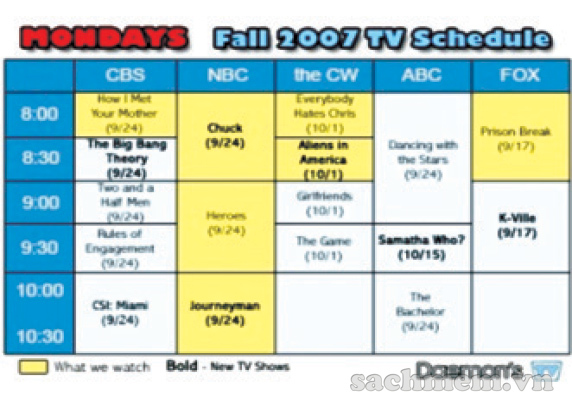 MONDAYS Fall 2007 TV Schedule
CBS NBC the CW ABC FOX
8:00
How I Met
Your Mother
(9/24)
Chuck
(9/24)
Everybody
Hates Chris
(10/1)
Dancing with
the Stars
(9/24)
Prison Break
(9/17)
8:30
The Big Bang
Theory
(9/24)
Aliens in
America
(10/1)
9:00
Two and a
Half Men
(9/24)
Heroes
(9/24)
Girlfriends
(10/1)
K-Ville
(9/17)
9:30
Rules of
Engagement
(9/24)
The Game
(10/1)
Samatha Who?
(10/15)
10:00
CSI: Miami
(9/24)
Journeyman
(9/24)
The
Bachelor
(9/24)
10:30
What we watch Bold - New TV Shows
Daemon's TV
sachmem.vn